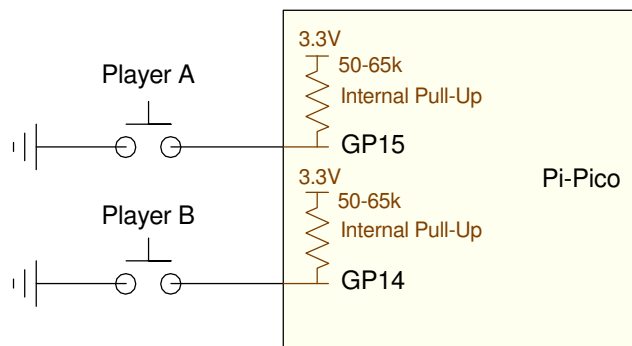 3.3V
50-65k
Player A
Internal Pull-Up
GP15
3.3V
Pi-Pico
50-65k
Player B
Internal Pull-Up
GP14